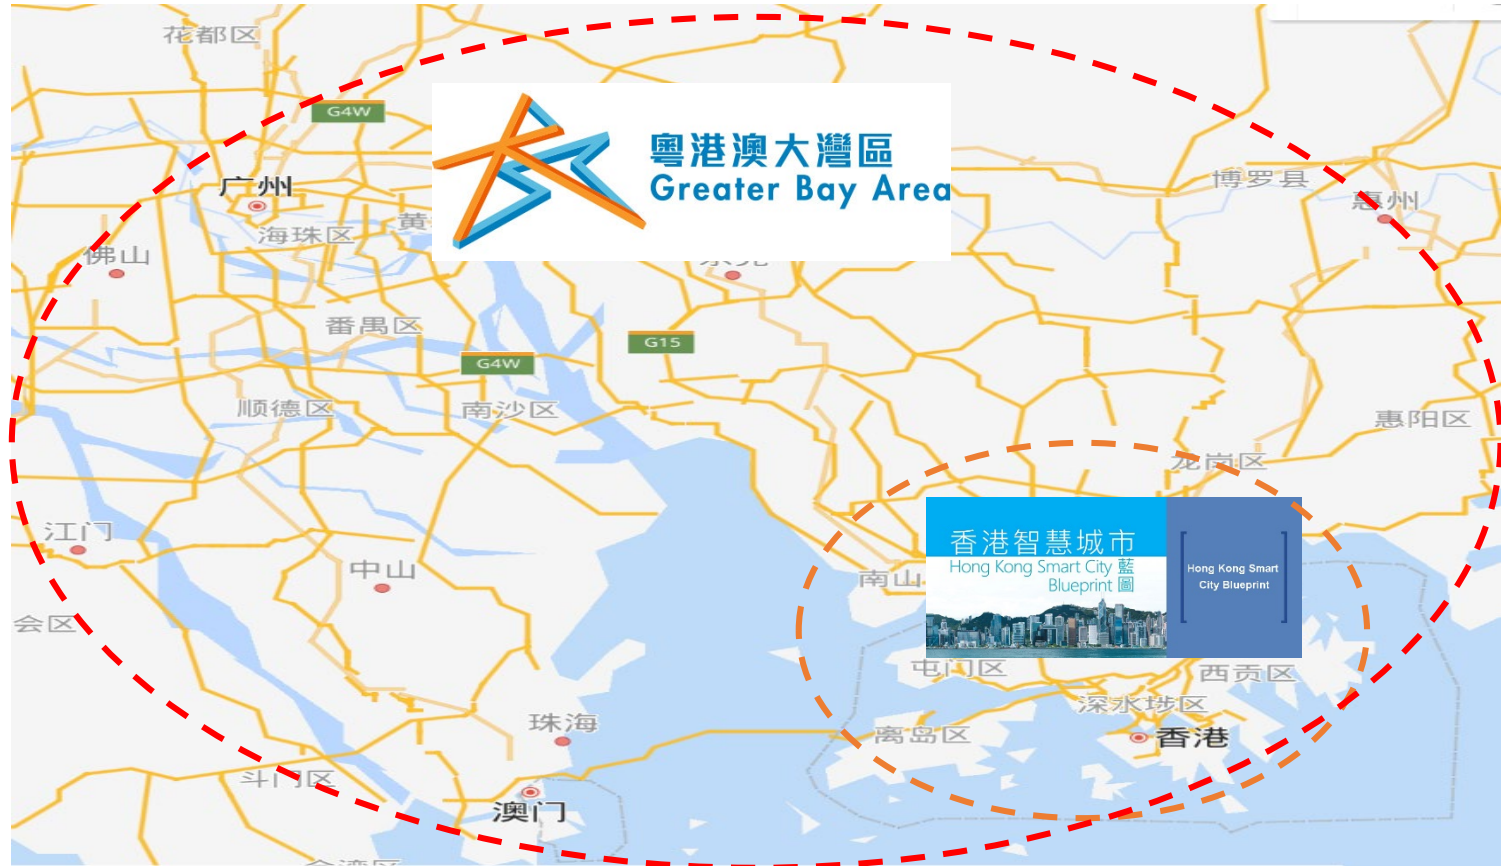 花都区
G4W
粵港澳大灣區
Greater Bay Area
广州
博罗县
惠州
黄
海珠区
佛山
番禺区
G15
G4W
顺德区
南沙区
惠阳区
龙岗区
江门
香港智慧城市
Hong Kong Smart City 藍
Blueprint 圖
Hong Kong Smart
City Blueprint
中山
南山
会区
屯门区
西贡区
深水埗区
珠海
离岛区
香港
斗门区
澳门